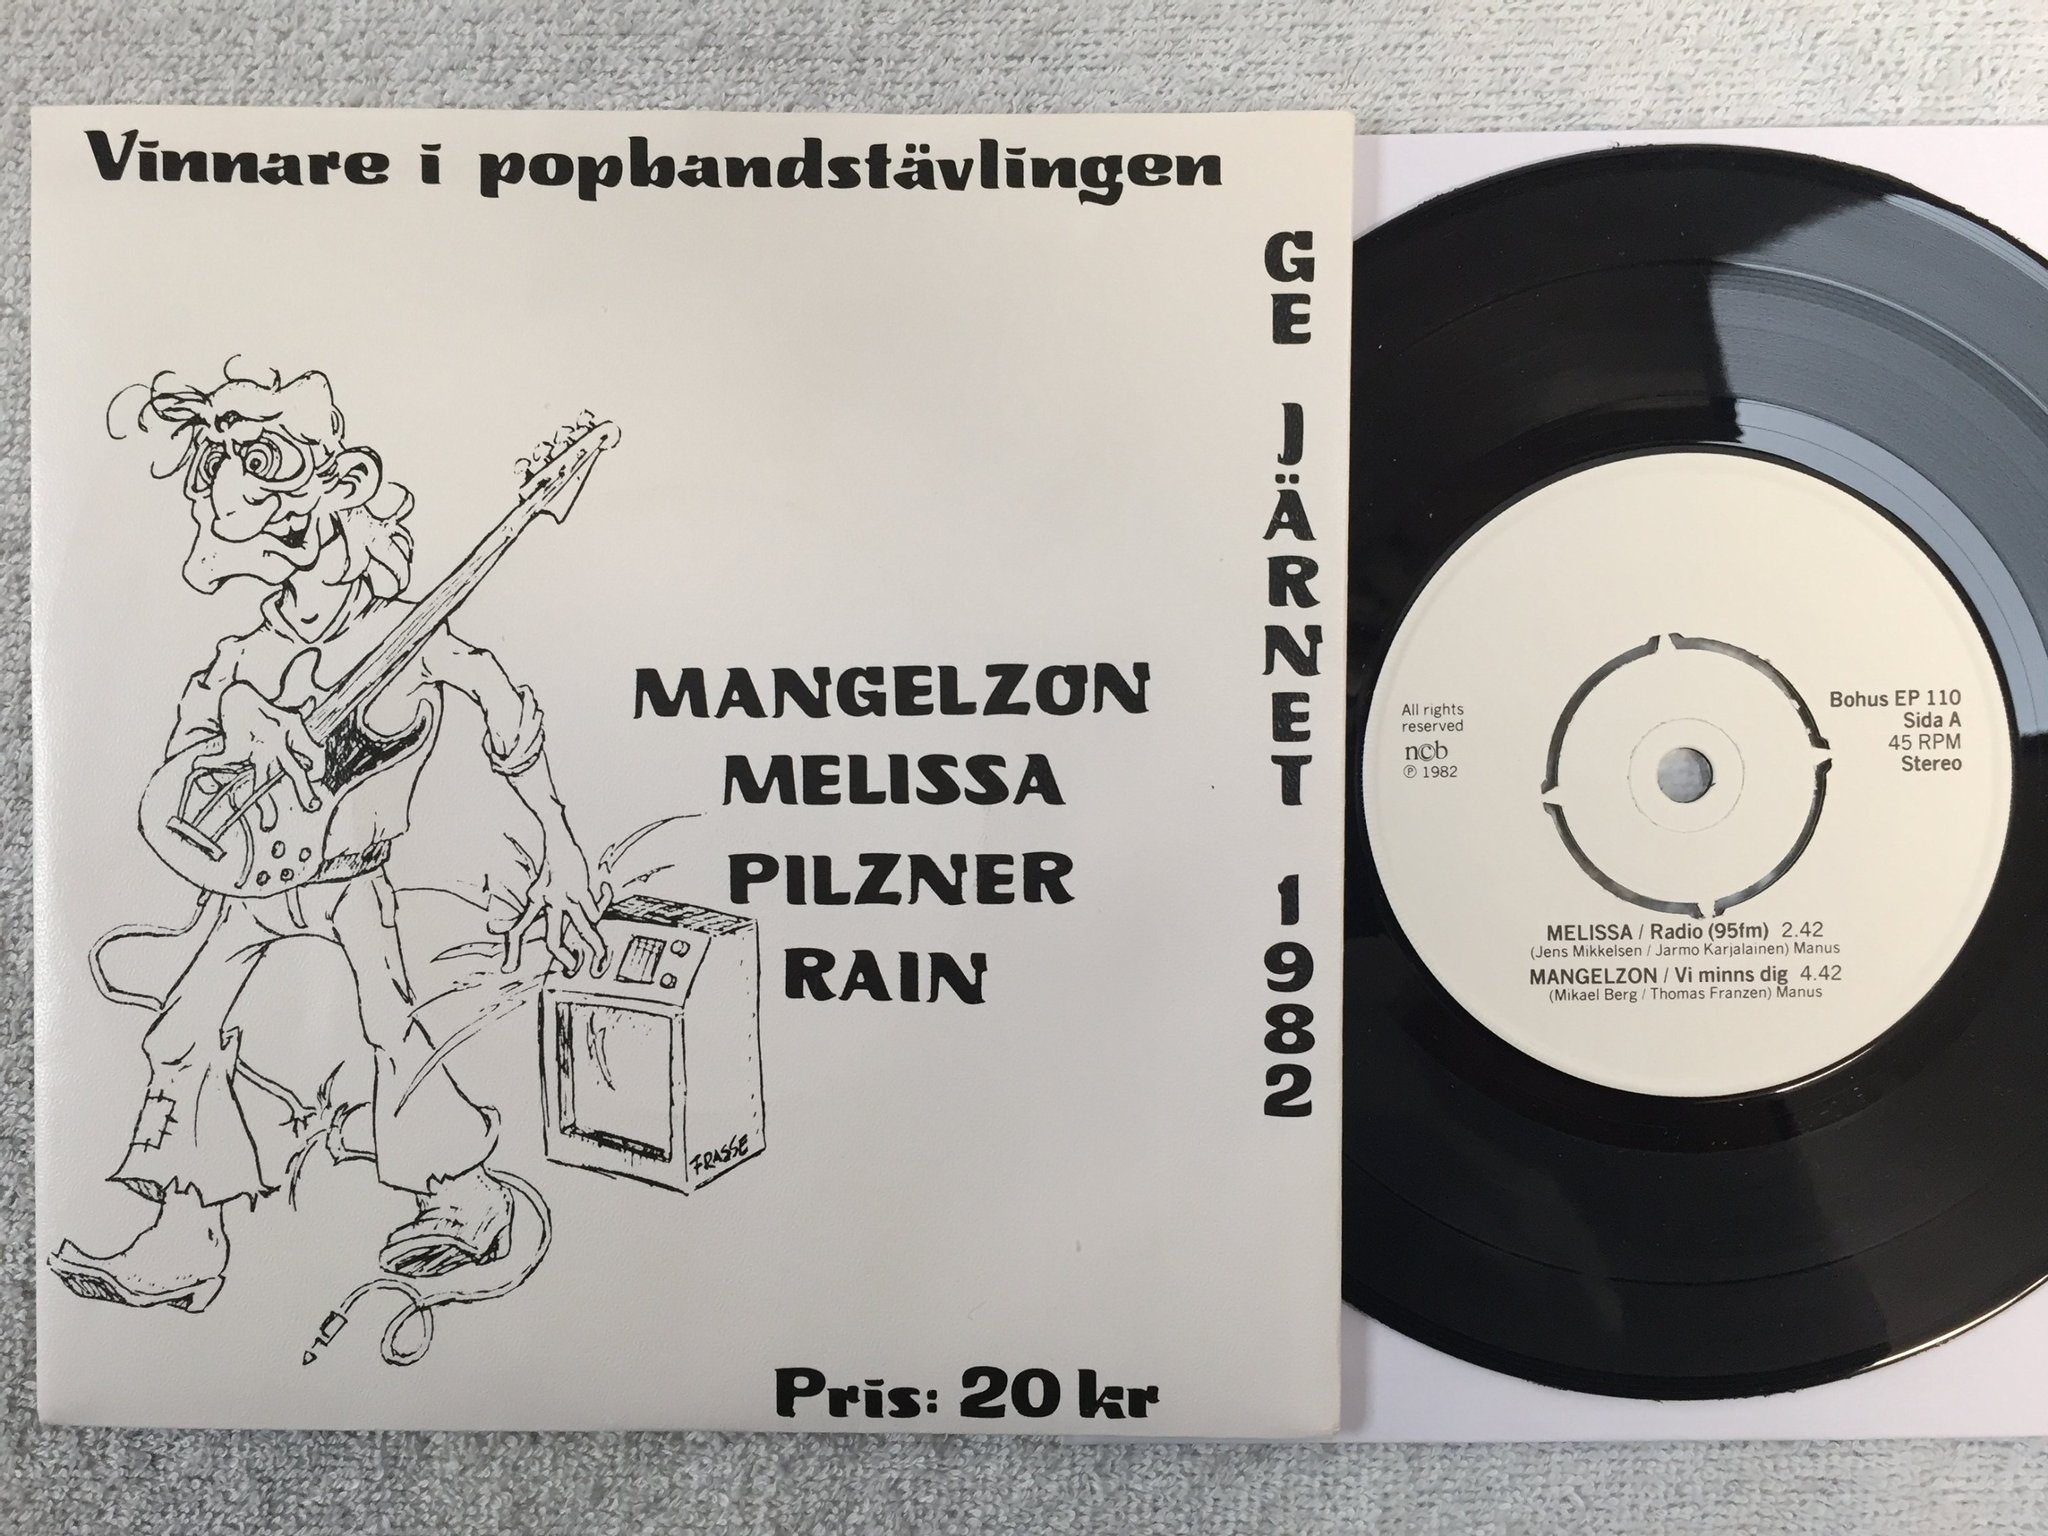 Vinnare i popbandstävlingen
GE JÄRNET 1982
MANGELZON
MELISSA
PILZNER
RAIN
FRASSE
Pris: 20 kr
All rights
reserved
ncb
℗ 1982
Bohus EP 110
Sida A
45 RPM
Stereo
MELISSA / Radio (95fm) 2.42
(Jens Mikkelsen / Jarmo Karjalainen) Manus
MANGELZON / Vi minns dig 4.42
(Mikael Berg / Thomas Franzen) Manus